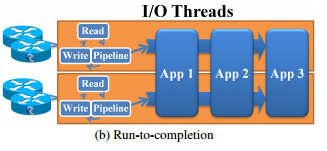 I/O Threads
Read
Write Pipeline
App 1 App 2 App 3
Read
Write Pipeline
(b) Run-to-completion